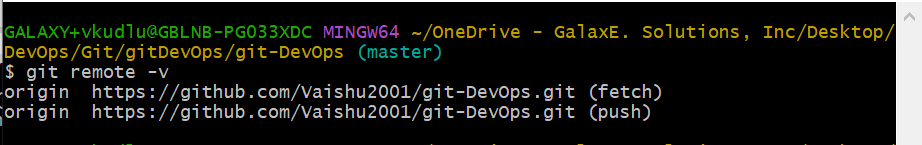 GALAXY+vkudlu@GBLNB-PG033XDC MINGW64 ~/OneDrive - GalaxE. Solutions, Inc/Desktop/
DevOps/Git/gitDevOps/git-DevOps (master)
$ git remote -v
origin  https://github.com/Vaishu2001/git-DevOps.git (fetch)
origin  https://github.com/Vaishu2001/git-DevOps.git (push)